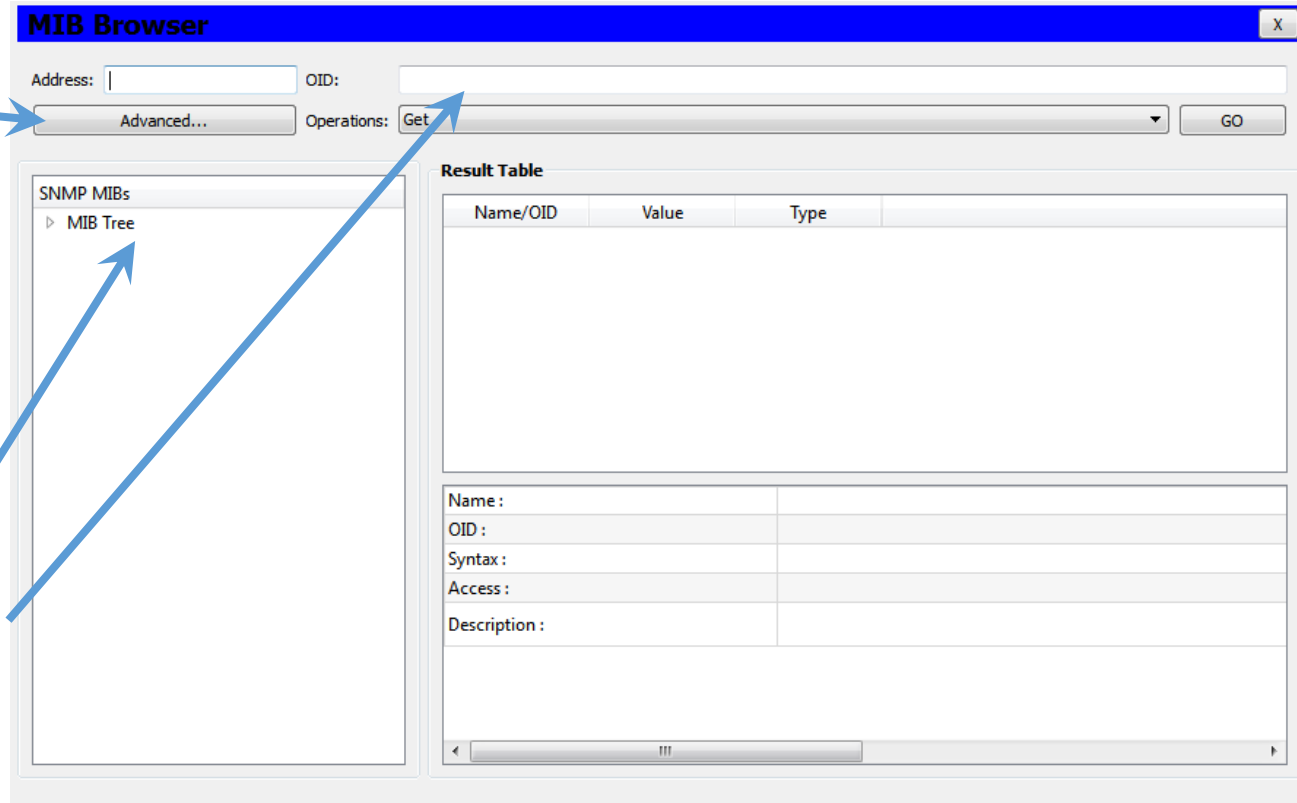 MIB Browser X
Address: OID:
Advanced... Operations: Get GO
SNMP MIBs
MIB Tree
Result Table
Name/OID Value Type
Name :
OID :
Syntax :
Access :
Description :